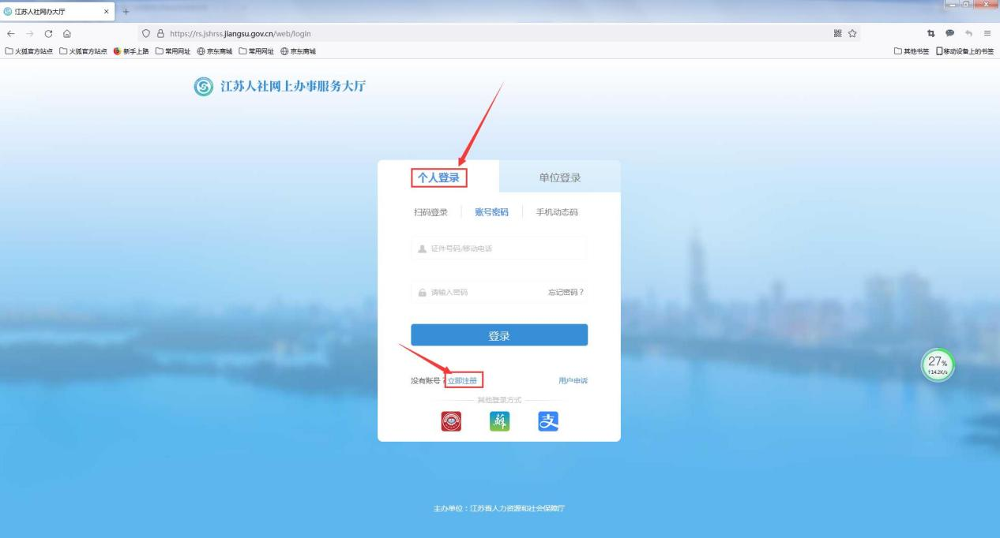 江苏人社网办大厅
https://rs.jshrss.jiangsu.gov.cn/web/login
火狐官方站点 火狐官方站点 新手上路 常用网址 京东商城 常用网址 京东商城 其他书签 移动设备上的书签
江苏人社网上办事服务大厅
个人登录 单位登录
扫码登录 账号密码 手机动态码
证件号码/移动电话
请输入密码 忘记密码？
登录
27%
↑14.2K/s
没有账号？立即注册 用户申诉
其他登录方式
蘇 支
主办单位：江苏省人力资源和社会保障厅